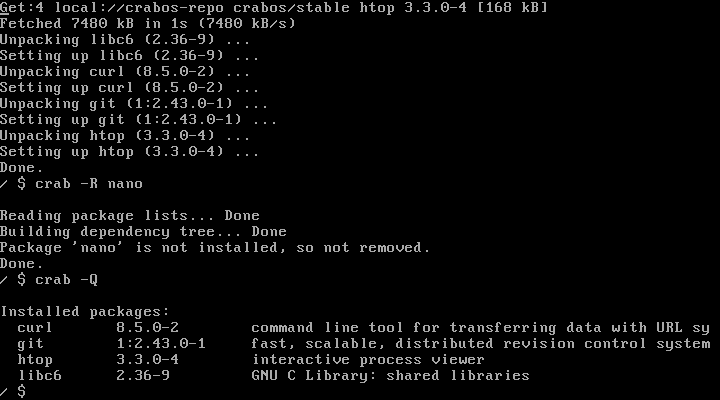 Get:4 local://crabos-repo crabos/stable htop 3.3.0-4 [168 kB]
Fetched 7480 kB in 1s (7480 kB/s)
Unpacking libc6 (2.36-9) ...
Setting up libc6 (2.36-9) ...
Unpacking curl (8.5.0-2) ...
Setting up curl (8.5.0-2) ...
Unpacking git (1:2.43.0-1) ...
Setting up git (1:2.43.0-1) ...
Unpacking htop (3.3.0-4) ...
Setting up htop (3.3.0-4) ...
Done.
/ $ crab -R nano
Reading package lists... Done
Building dependency tree... Done
Package 'nano' is not installed, so not removed.
Done.
/ $ crab -Q
Installed packages:
curl 8.5.0-2 command line tool for transferring data with URL sy
git 1:2.43.0-1 fast, scalable, distributed revision control system
htop 3.3.0-4 interactive process viewer
libc6 2.36-9 GNU C Library: shared libraries
/ $